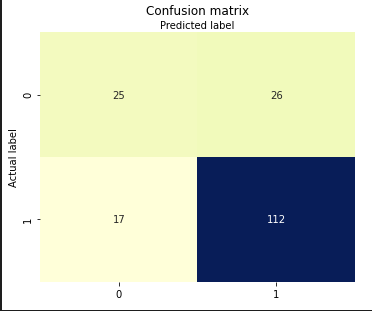 Confusion matrix
Predicted label
0
25
26
Actual label
1
17
112
0
1